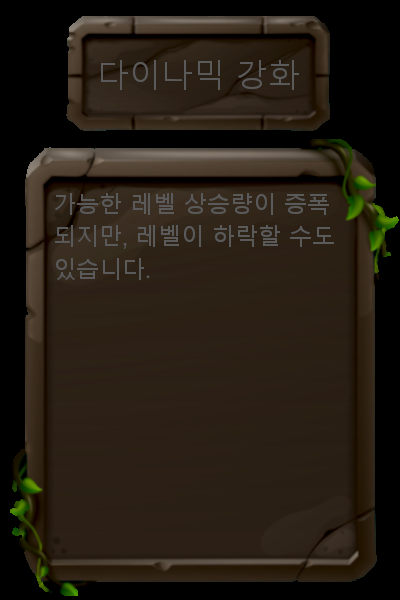 다이나믹 강화
가능한 레벨 상승량이 증폭
되지만, 레벨이 하락할 수도
있습니다.